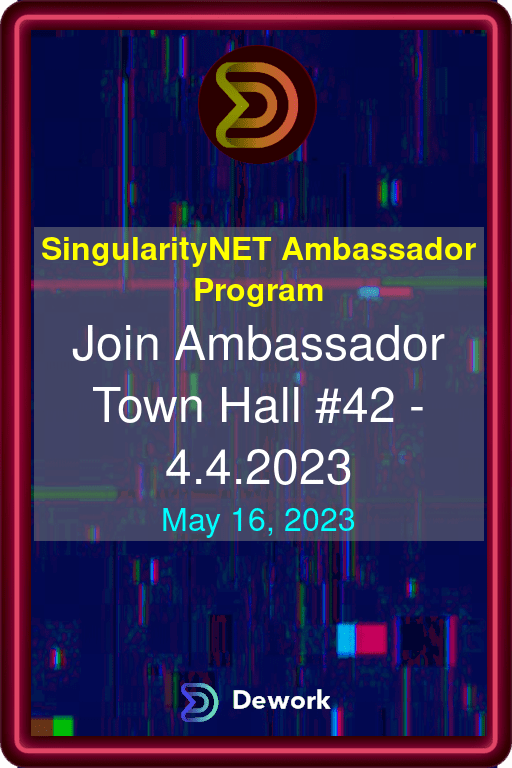 SingularityNET Ambassador
Program
Join Ambassador
Town Hall #42 -
4.4.2023
May 16, 2023
Dework